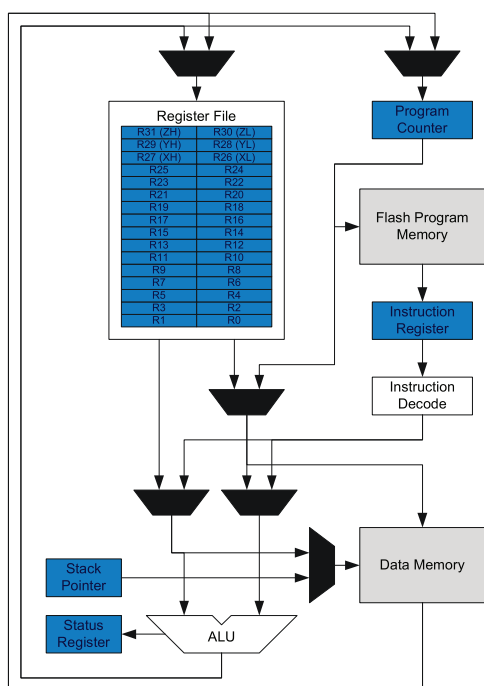 Register File
R31 (ZH) R30 (ZL)
R29 (YH) R28 (YL)
R27 (XH) R26 (XL)
R25 R24
R23 R22
R21 R20
R19 R18
R17 R16
R15 R14
R13 R12
R11 R10
R9 R8
R7 R6
R5 R4
R3 R2
R1 R0
Program
Counter
Flash Program
Memory
Instruction
Register
Instruction
Decode
Stack
Pointer
Data Memory
Status
Register
ALU